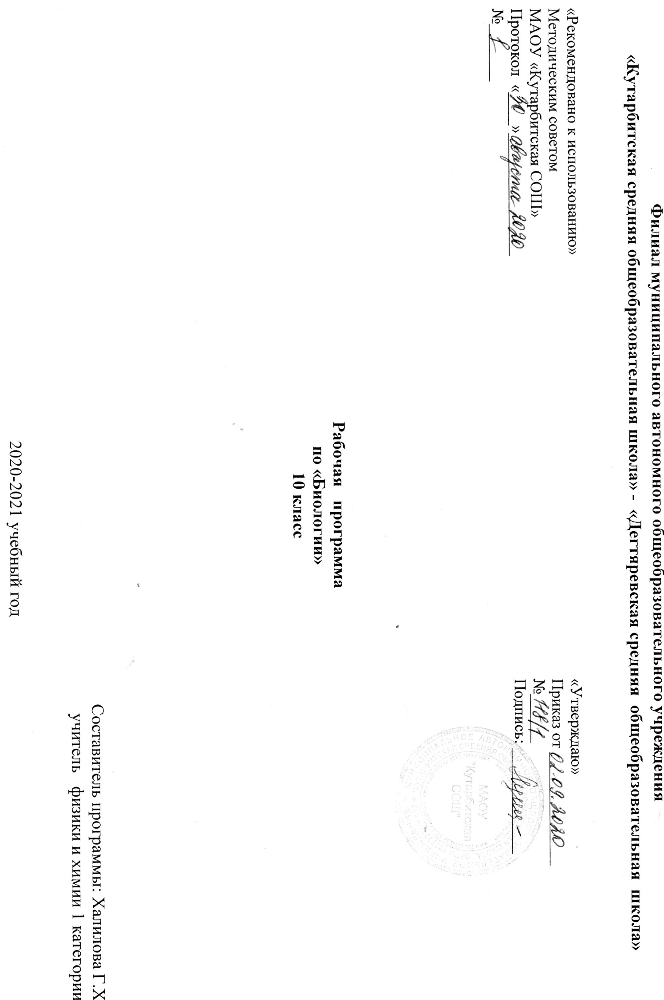 Филиал муниципального автономного общеобразовательного учреждения
«Кутарбитская средняя общеобразовательная школа» - «Дегтяревская средняя общеобразовательная школа»
«Рекомендовано к использованию»
Методическим советом
МАОУ «Кутарбитская СОШ»
Протокол «30» августа 2020
№ 1
«Утверждаю»
Приказ от 02.09.2020
№ 118/1
Подпись:
МАОУ
"Кутарбитская
СОШ"
Рабочая программа
по «Биологии»
10 класс
Составитель программы: Халилова Г.Х
учитель физики и химии 1 категории
2020-2021 учебный год